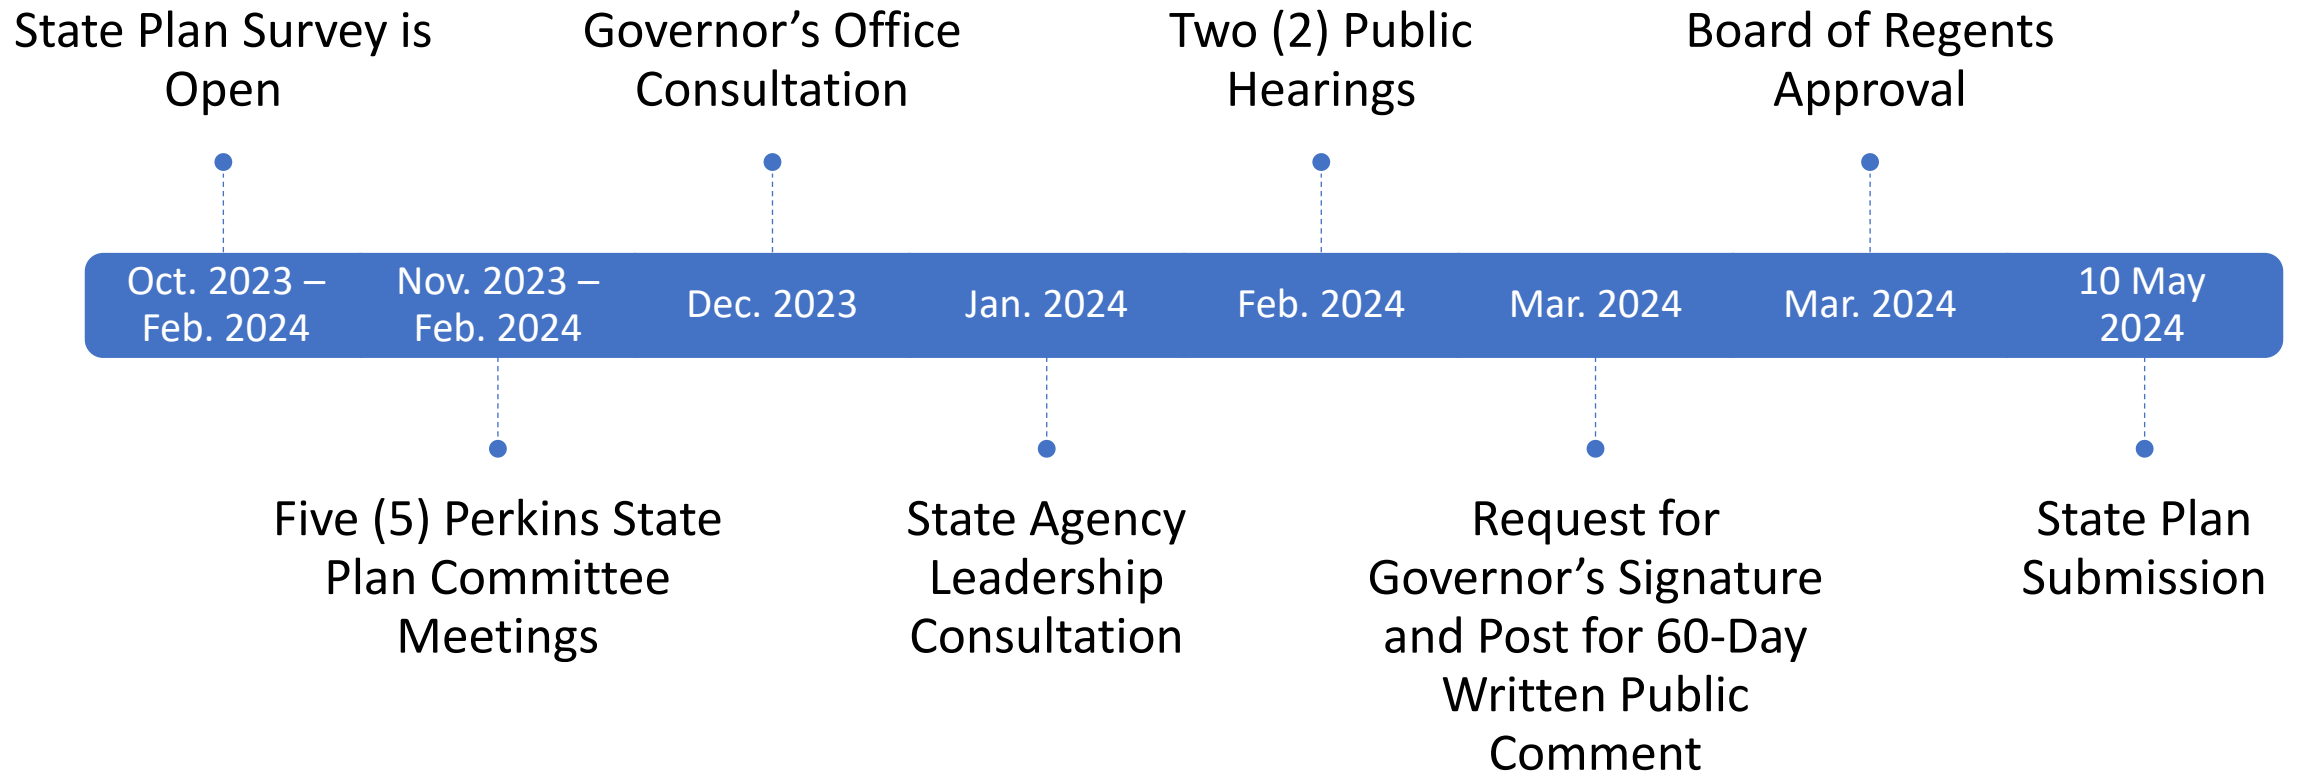 State Plan Survey is
Open
Governor’s Office
Consultation
Two (2) Public
Hearings
Board of Regents
Approval
Oct. 2023 –
Feb. 2024
Nov. 2023 –
Feb. 2024
Dec. 2023
Jan. 2024
Feb. 2024
Mar. 2024
Mar. 2024
10 May
2024
Five (5) Perkins State
Plan Committee
Meetings
State Agency
Leadership
Consultation
Request for
Governor’s Signature
and Post for 60-Day
Written Public
Comment
State Plan
Submission